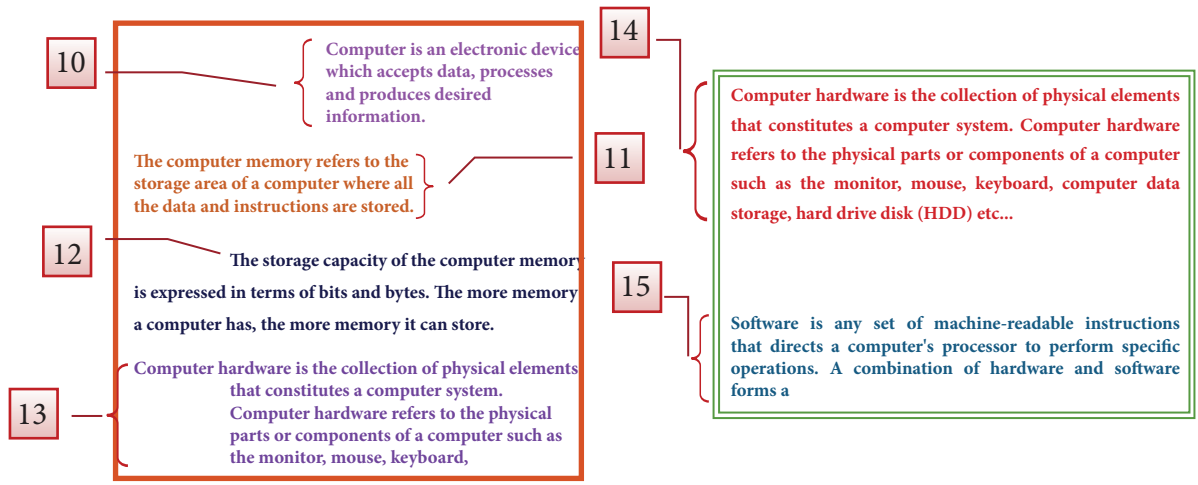 10
Computer is an electronic device
which accepts data, processes
and produces desired
information.
The computer memory refers to the
storage area of a computer where all
the data and instructions are stored.
11
12
The storage capacity of the computer memory
is expressed in terms of bits and bytes. The more memory
a computer has, the more memory it can store.
13
Computer hardware is the collection of physical elements
that constitutes a computer system.
Computer hardware refers to the physical
parts or components of a computer such as
the monitor, mouse, keyboard,
14
Computer hardware is the collection of physical elements
that constitutes a computer system. Computer hardware
refers to the physical parts or components of a computer
such as the monitor, mouse, keyboard, computer data
storage, hard drive disk (HDD) etc...
15
Software is any set of machine-readable instructions
that directs a computer's processor to perform specific
operations. A combination of hardware and software
forms a